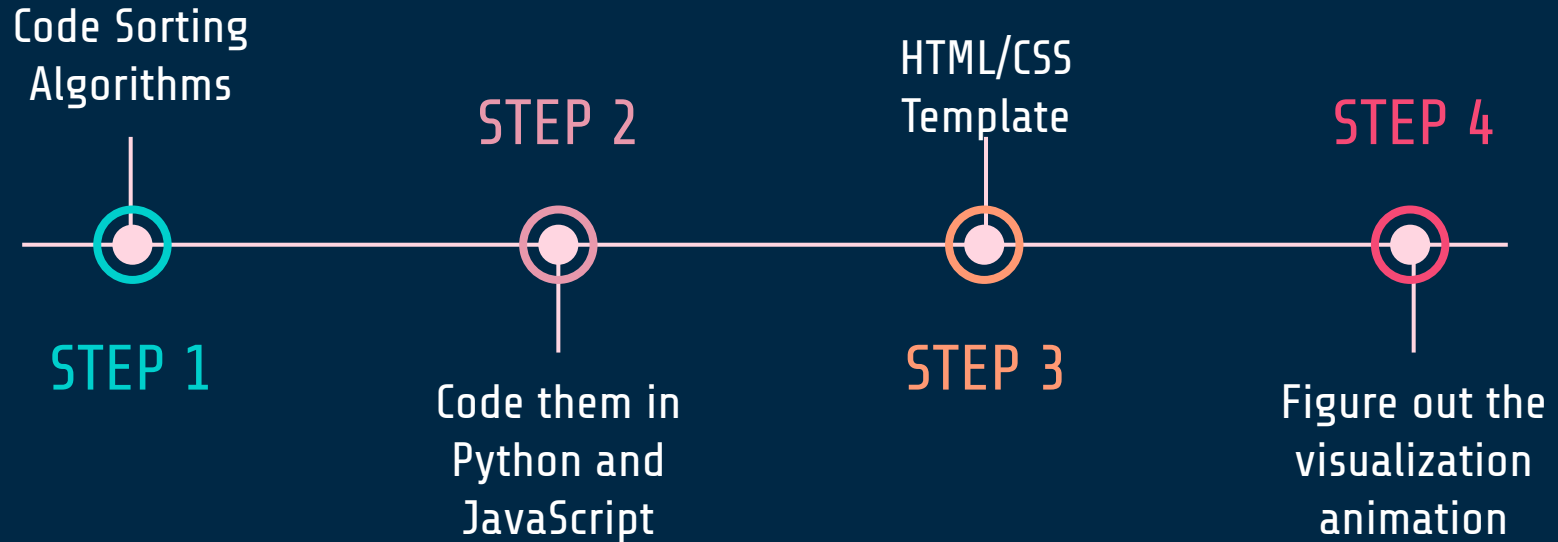 Code Sorting
Algorithms
STEP 1
STEP 2
Code them in
Python and
JavaScript
HTML/CSS
Template
STEP 3
STEP 4
Figure out the
visualization
animation